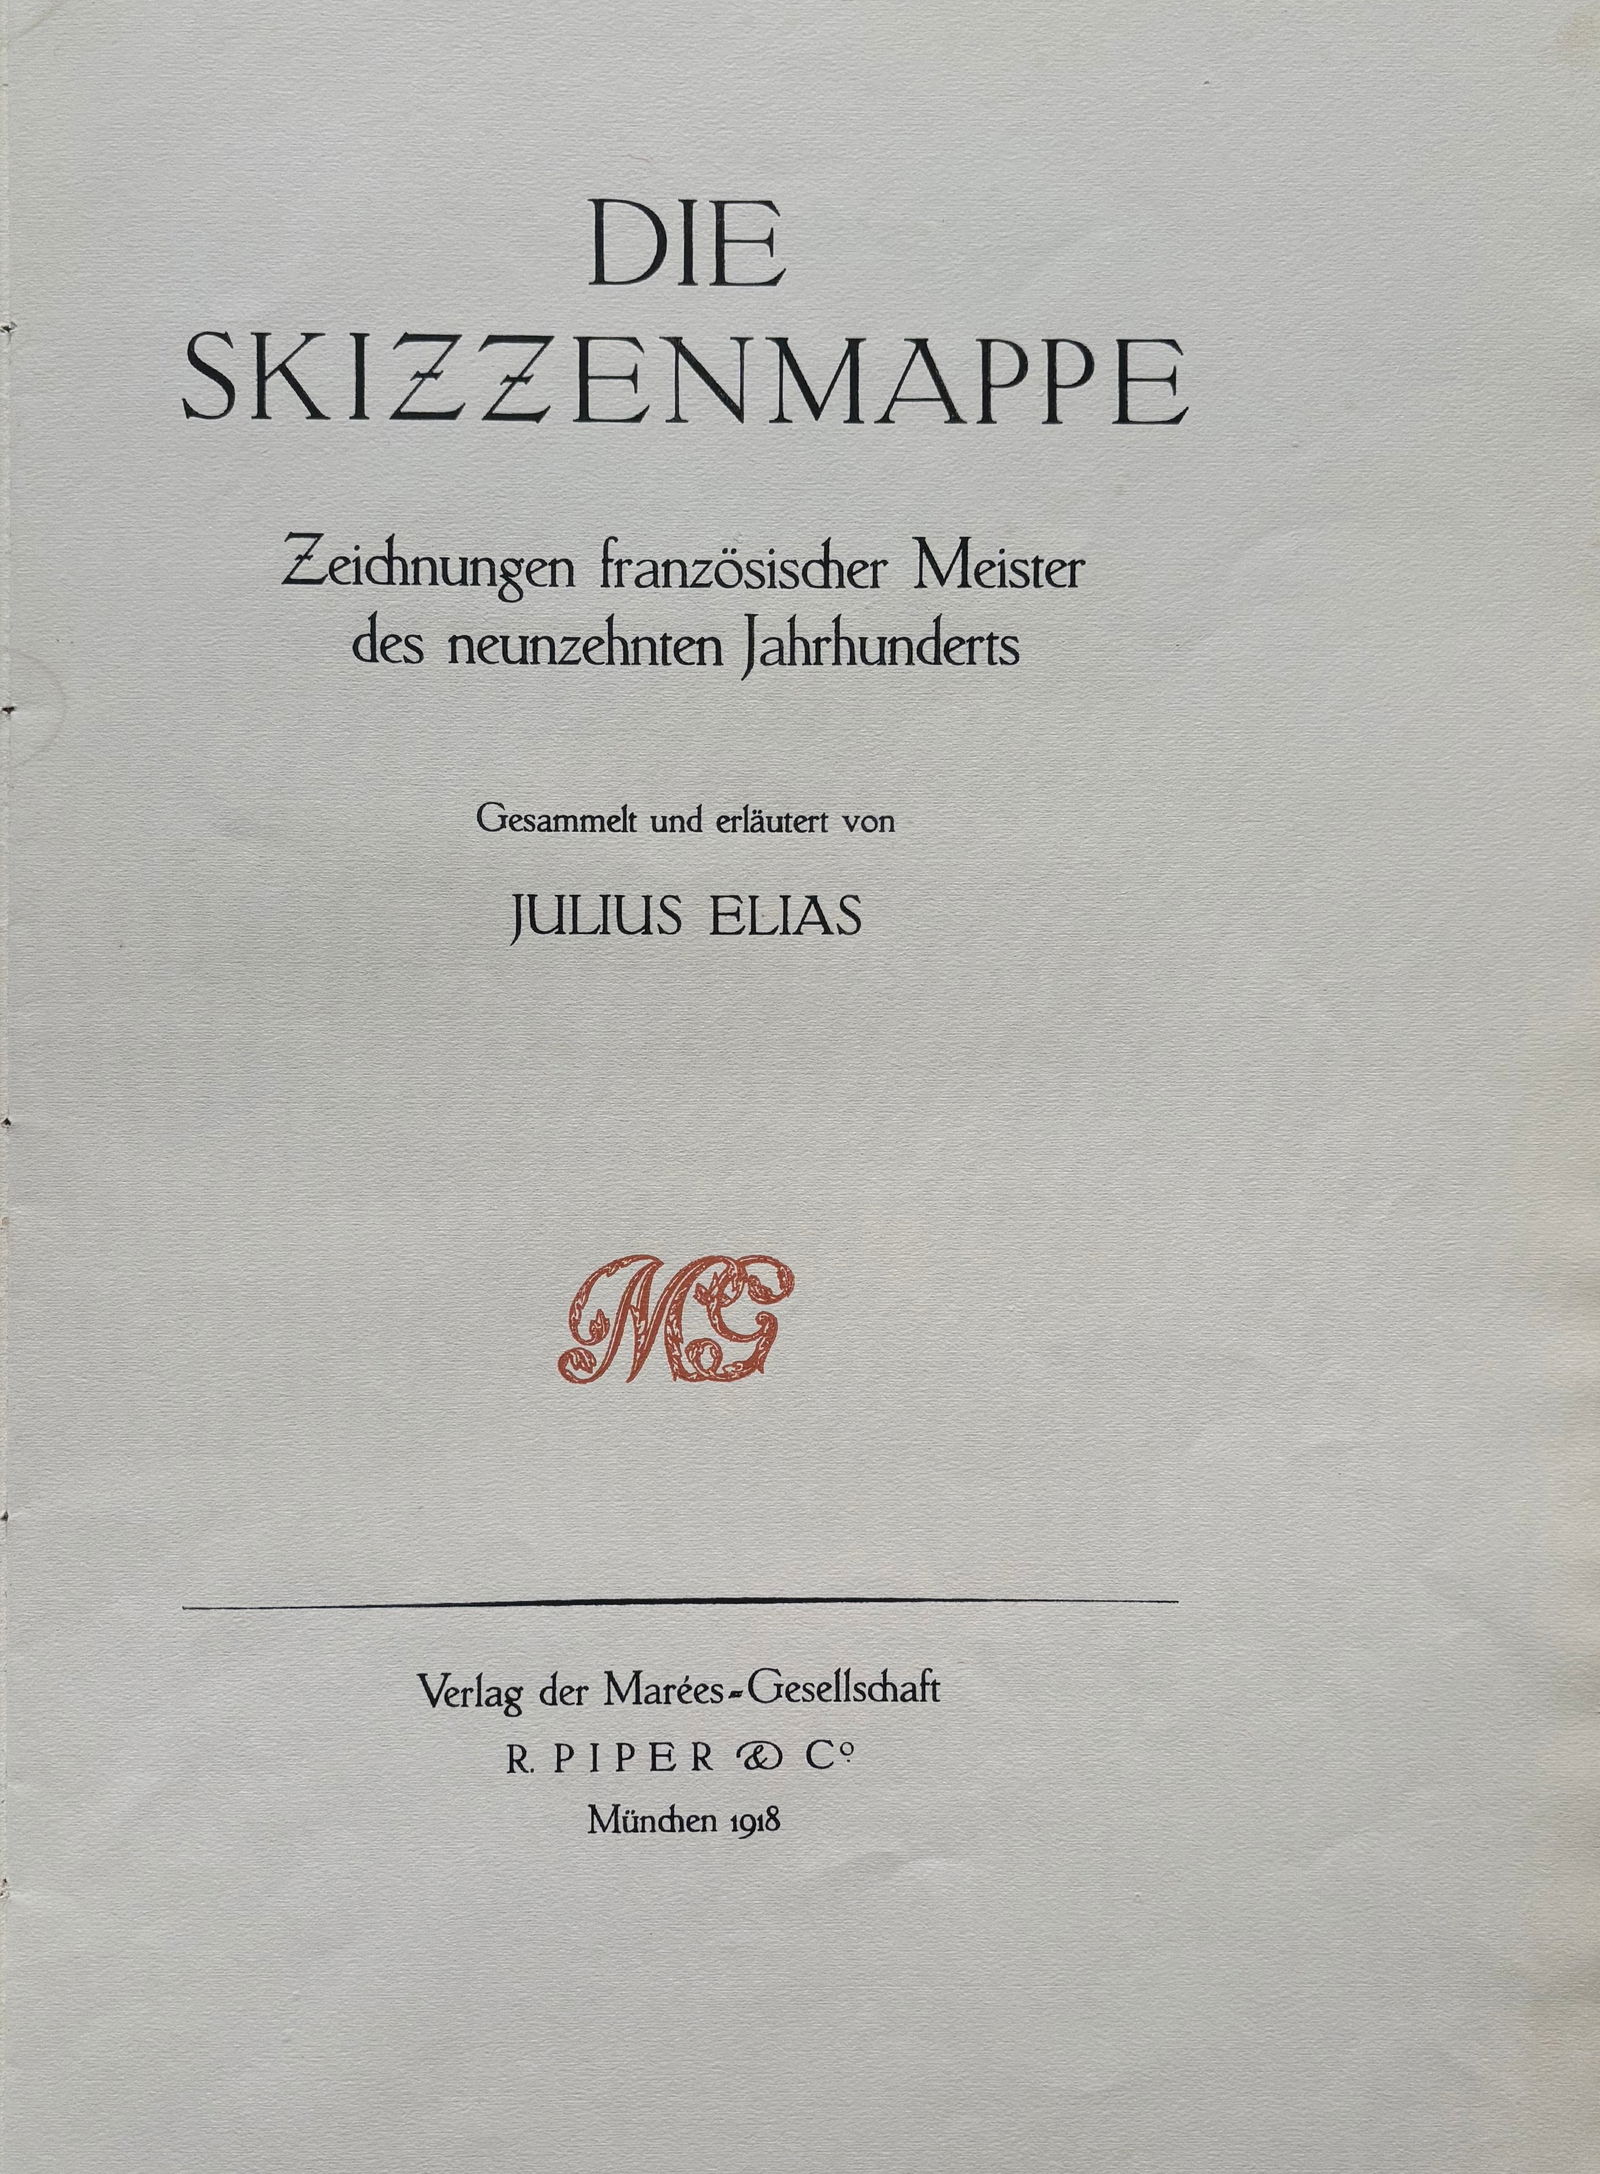 DIE
SKIZZENMAPPE
Zeichnungen französischer Meister
des neunzehnten Jahrhunderts
Gesammelt und erläutert von
JULIUS ELIAS
MG
Verlag der Marées-Gesellschaft
R. PIPER & Cº
München 1918